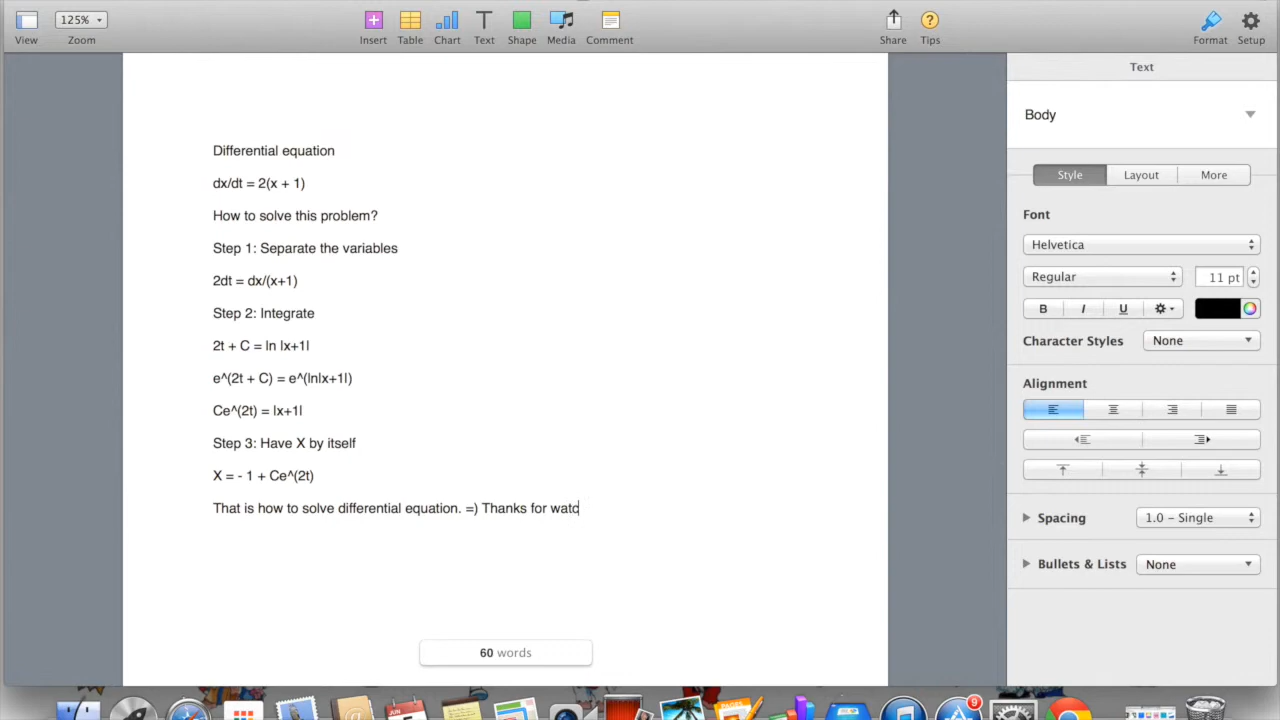 125%
View
Zoom
Insert
Table
Chart
Text
Shape
Media
Comment
Share
Tips
Format
Setup
Text
Body
Style
Layout
More
Font
Helvetica
Regular
11 pt
B
I
U
Character Styles
None
Alignment
Spacing
1.0 – Single
Bullets & Lists
None
Differential equation
dx/dt = 2(x + 1)
How to solve this problem?
Step 1: Separate the variables
2dt = dx/(x+1)
Step 2: Integrate
2t + C = ln |x+1|
e^(2t + C) = e^(ln|x+1|)
Ce^(2t) = |x+1|
Step 3: Have X by itself
X = - 1 + Ce^(2t)
That is how to solve differential equation. =) Thanks for watc
60 words
JUN
9